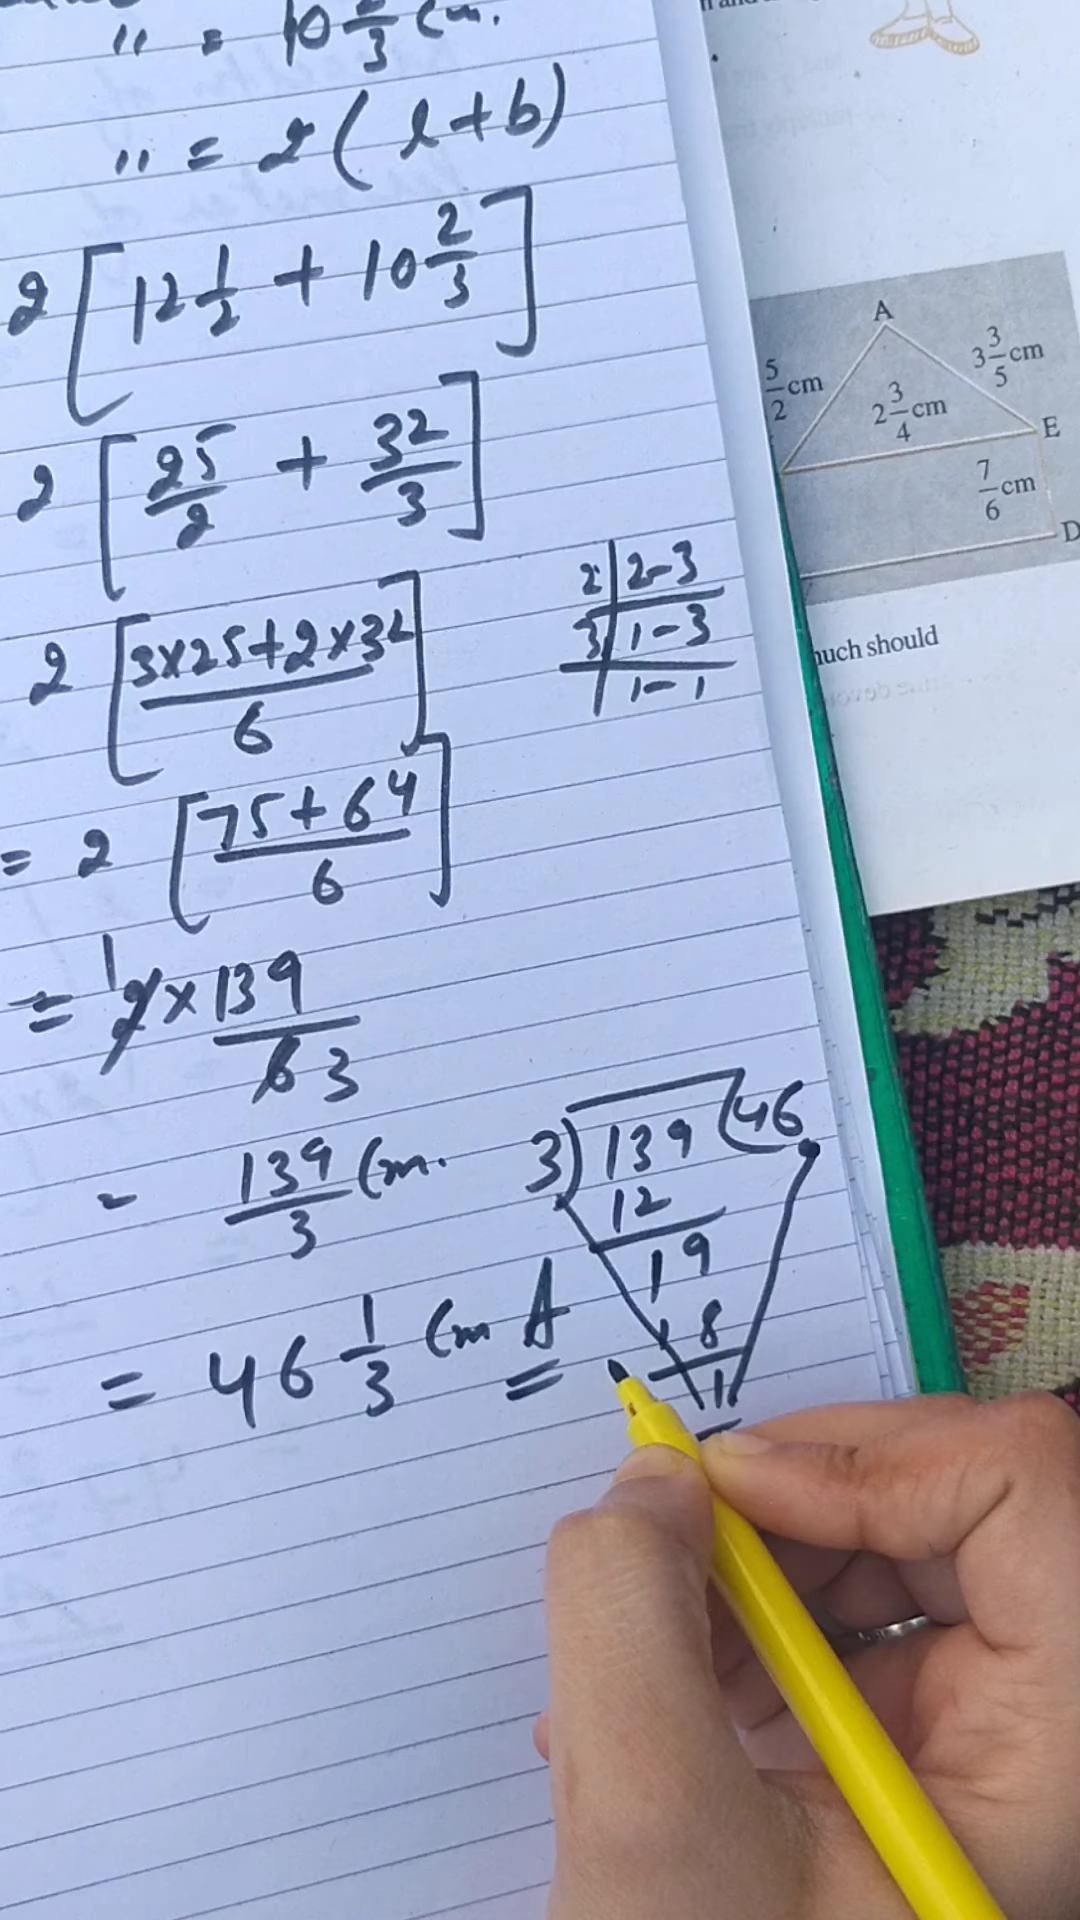 " = 10 2/3 cm.
" = 2 ( l + b )
2 [ 12 1/2 + 10 2/3 ]
2 [ 25/2 + 32/3 ]
2 [ 3×25+2×32 / 6 ]
2 | 2-3
3 | 1-3
1-1
= 2 [ 75+64 / 6 ]
= 1 2 × 139 / 6 3
- 139/3 cm.
3 ) 139 ( 46
12
19
18
1
= 46 1/3 cm A
A
5/2 cm
3 3/5 cm
2 3/4 cm
E
7/6 cm
D
much should